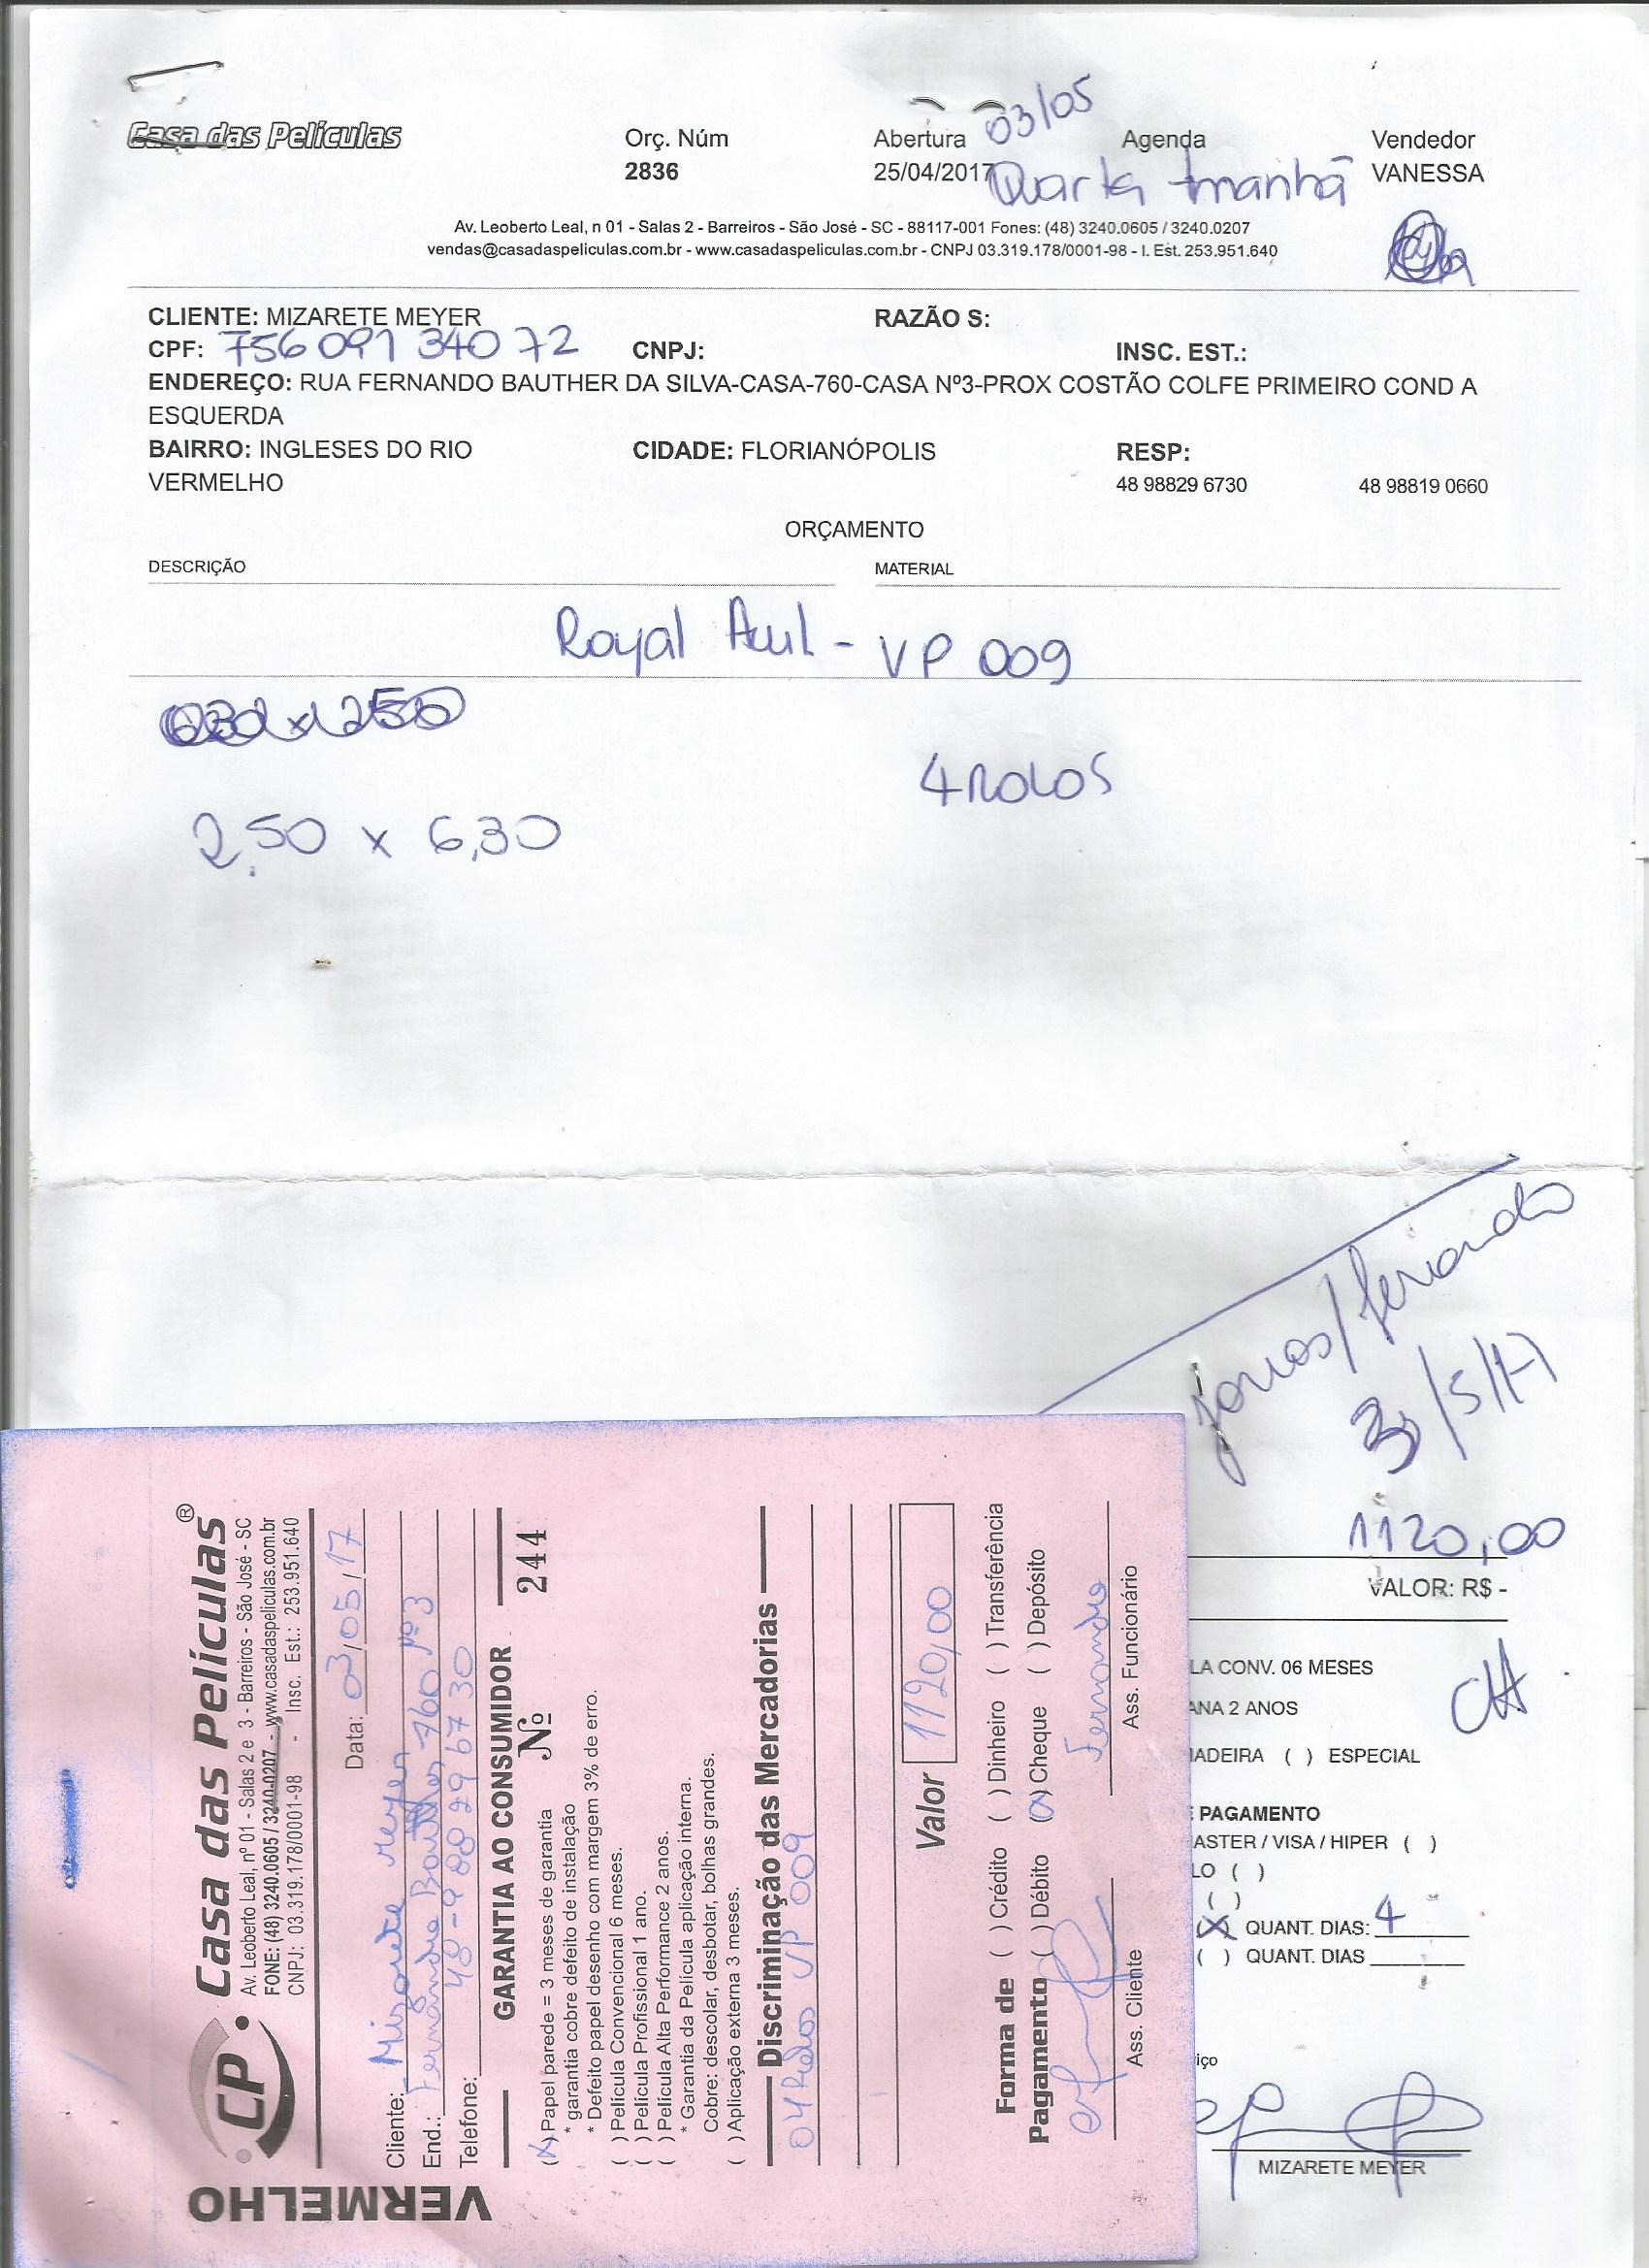 Casa das Películas
Orç. Núm
2836
Abertura
25/04/2017
03/05
Agenda
Quarta manhã
Vendedor
VANESSA
Av. Leoberto Leal, n 01 - Salas 2 - Barreiros - São José - SC - 88117-001 Fones: (48) 3240.0605 / 3240.0207
vendas@casadaspeliculas.com.br - www.casadaspeliculas.com.br - CNPJ 03.319.178/0001-98 - I. Est. 253.951.640
CLIENTE: MIZARETE MEYER RAZÃO S:
CPF: 756 091 340 72 CNPJ: INSC. EST.:
ENDEREÇO: RUA FERNANDO BAUTHER DA SILVA-CASA-760-CASA Nº3-PROX COSTÃO COLFE PRIMEIRO COND A
ESQUERDA
BAIRRO: INGLESES DO RIO CIDADE: FLORIANÓPOLIS RESP:
VERMELHO 48 98829 6730 48 98819 0660
ORÇAMENTO
DESCRIÇÃO MATERIAL
Royal Azul - VP 009
4 ROLOS
2,50 x 6,30
Jonas/fernando
3/5/17
1120,00
VALOR: R$ -
LA CONV. 06 MESES
ANA 2 ANOS
ADEIRA ( ) ESPECIAL
PAGAMENTO
ASTER / VISA / HIPER ( )
LO ( )
( )
(X) QUANT. DIAS: 4
( ) QUANT. DIAS
iço
MIZARETE MEYER
VERMELHO
CP
Casa das Películas®
Av. Leoberto Leal, nº 01 - Salas 2 e 3 - Barreiros - São José - SC
FONE: (48) 3240.0605 / 3240-0207 - www.casadaspeliculas.com.br
CNPJ: 03.319.178/0001-98 - Insc. Est.: 253.951.640
Data: 03/05/17
Cliente: Mizarete Meyer
End.: Fernando Bauther 760 Nº 3
Telefone: 48-9 88 29 67 30
GARANTIA AO CONSUMIDOR
Nº 244
(X) Papel parede = 3 meses de garantia
* garantia cobre defeito de instalação
* Defeito papel desenho com margem 3% de erro.
( ) Película Convencional 6 meses.
( ) Película Profissional 1 ano.
( ) Película Alta Performance 2 anos.
* Garantia da Película aplicação interna.
Cobre: descolar, desbotar, bolhas grandes.
( ) Aplicação externa 3 meses.
Discriminação das Mercadorias
04 VP 009
Valor 1120,00
Forma de Pagamento
( ) Crédito ( ) Dinheiro ( ) Transferência
( ) Débito (X) Cheque ( ) Depósito
Fernando
Ass. Cliente Ass. Funcionário